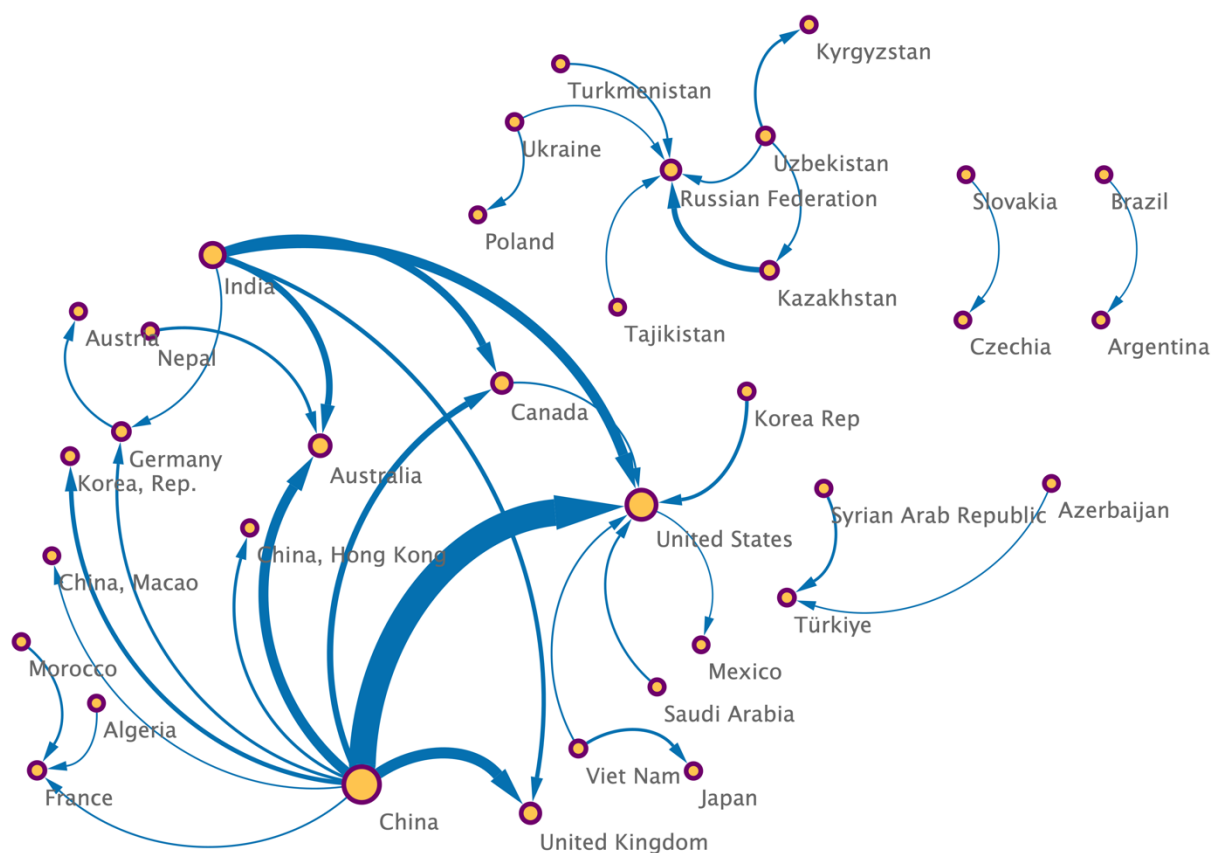 Kyrgyzstan
Turkmenistan
Ukraine
Uzbekistan
Russian Federation
Slovakia
Brazil
Poland
India
Kazakhstan
Tajikistan
Austria
Nepal
Czechia
Argentina
Canada
Korea Rep
Germany
Australia
Korea, Rep.
Syrian Arab Republic
Azerbaijan
United States
China, Hong Kong
China, Macao
Türkiye
Morocco
Mexico
Saudi Arabia
Algeria
Viet Nam
France
Japan
China
United Kingdom